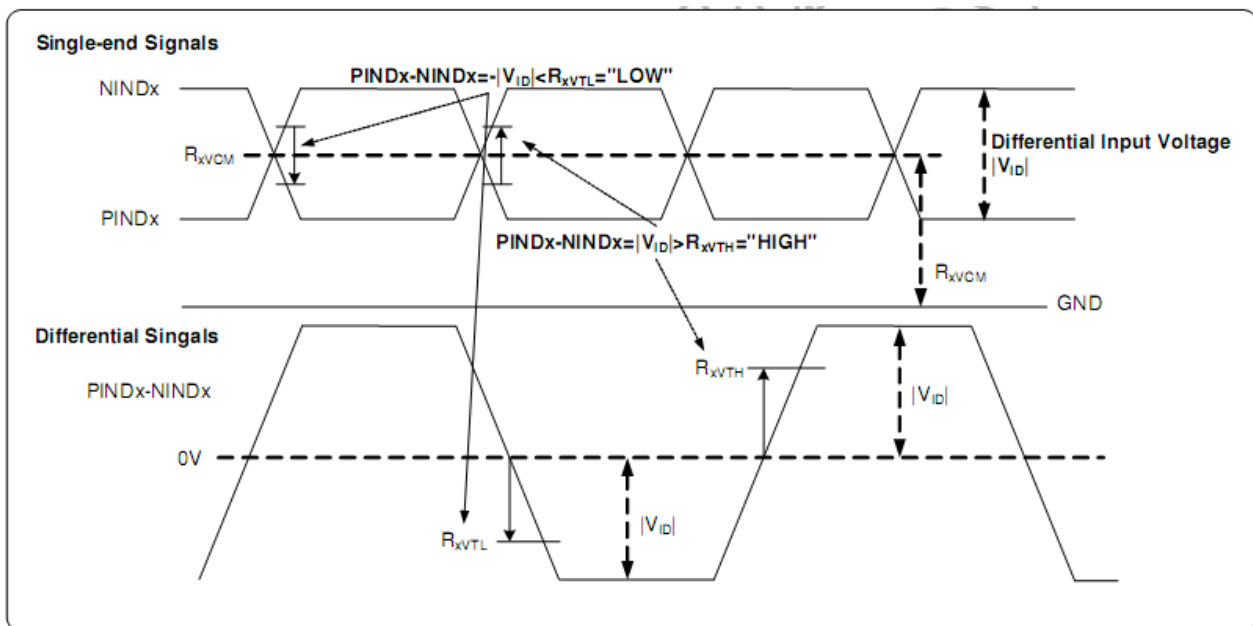 Single-end Signals
PINDx-NINDx=-|VID|<RxVTL="LOW"
NINDx
RxVCM
Differential Input Voltage
|VID|
PINDx
PINDx-NINDx=|VID|>RxVTH="HIGH"
RxVCM
GND
Differential Singals
RxVTH
PINDx-NINDx
|VID|
0V
|VID|
RxVTL